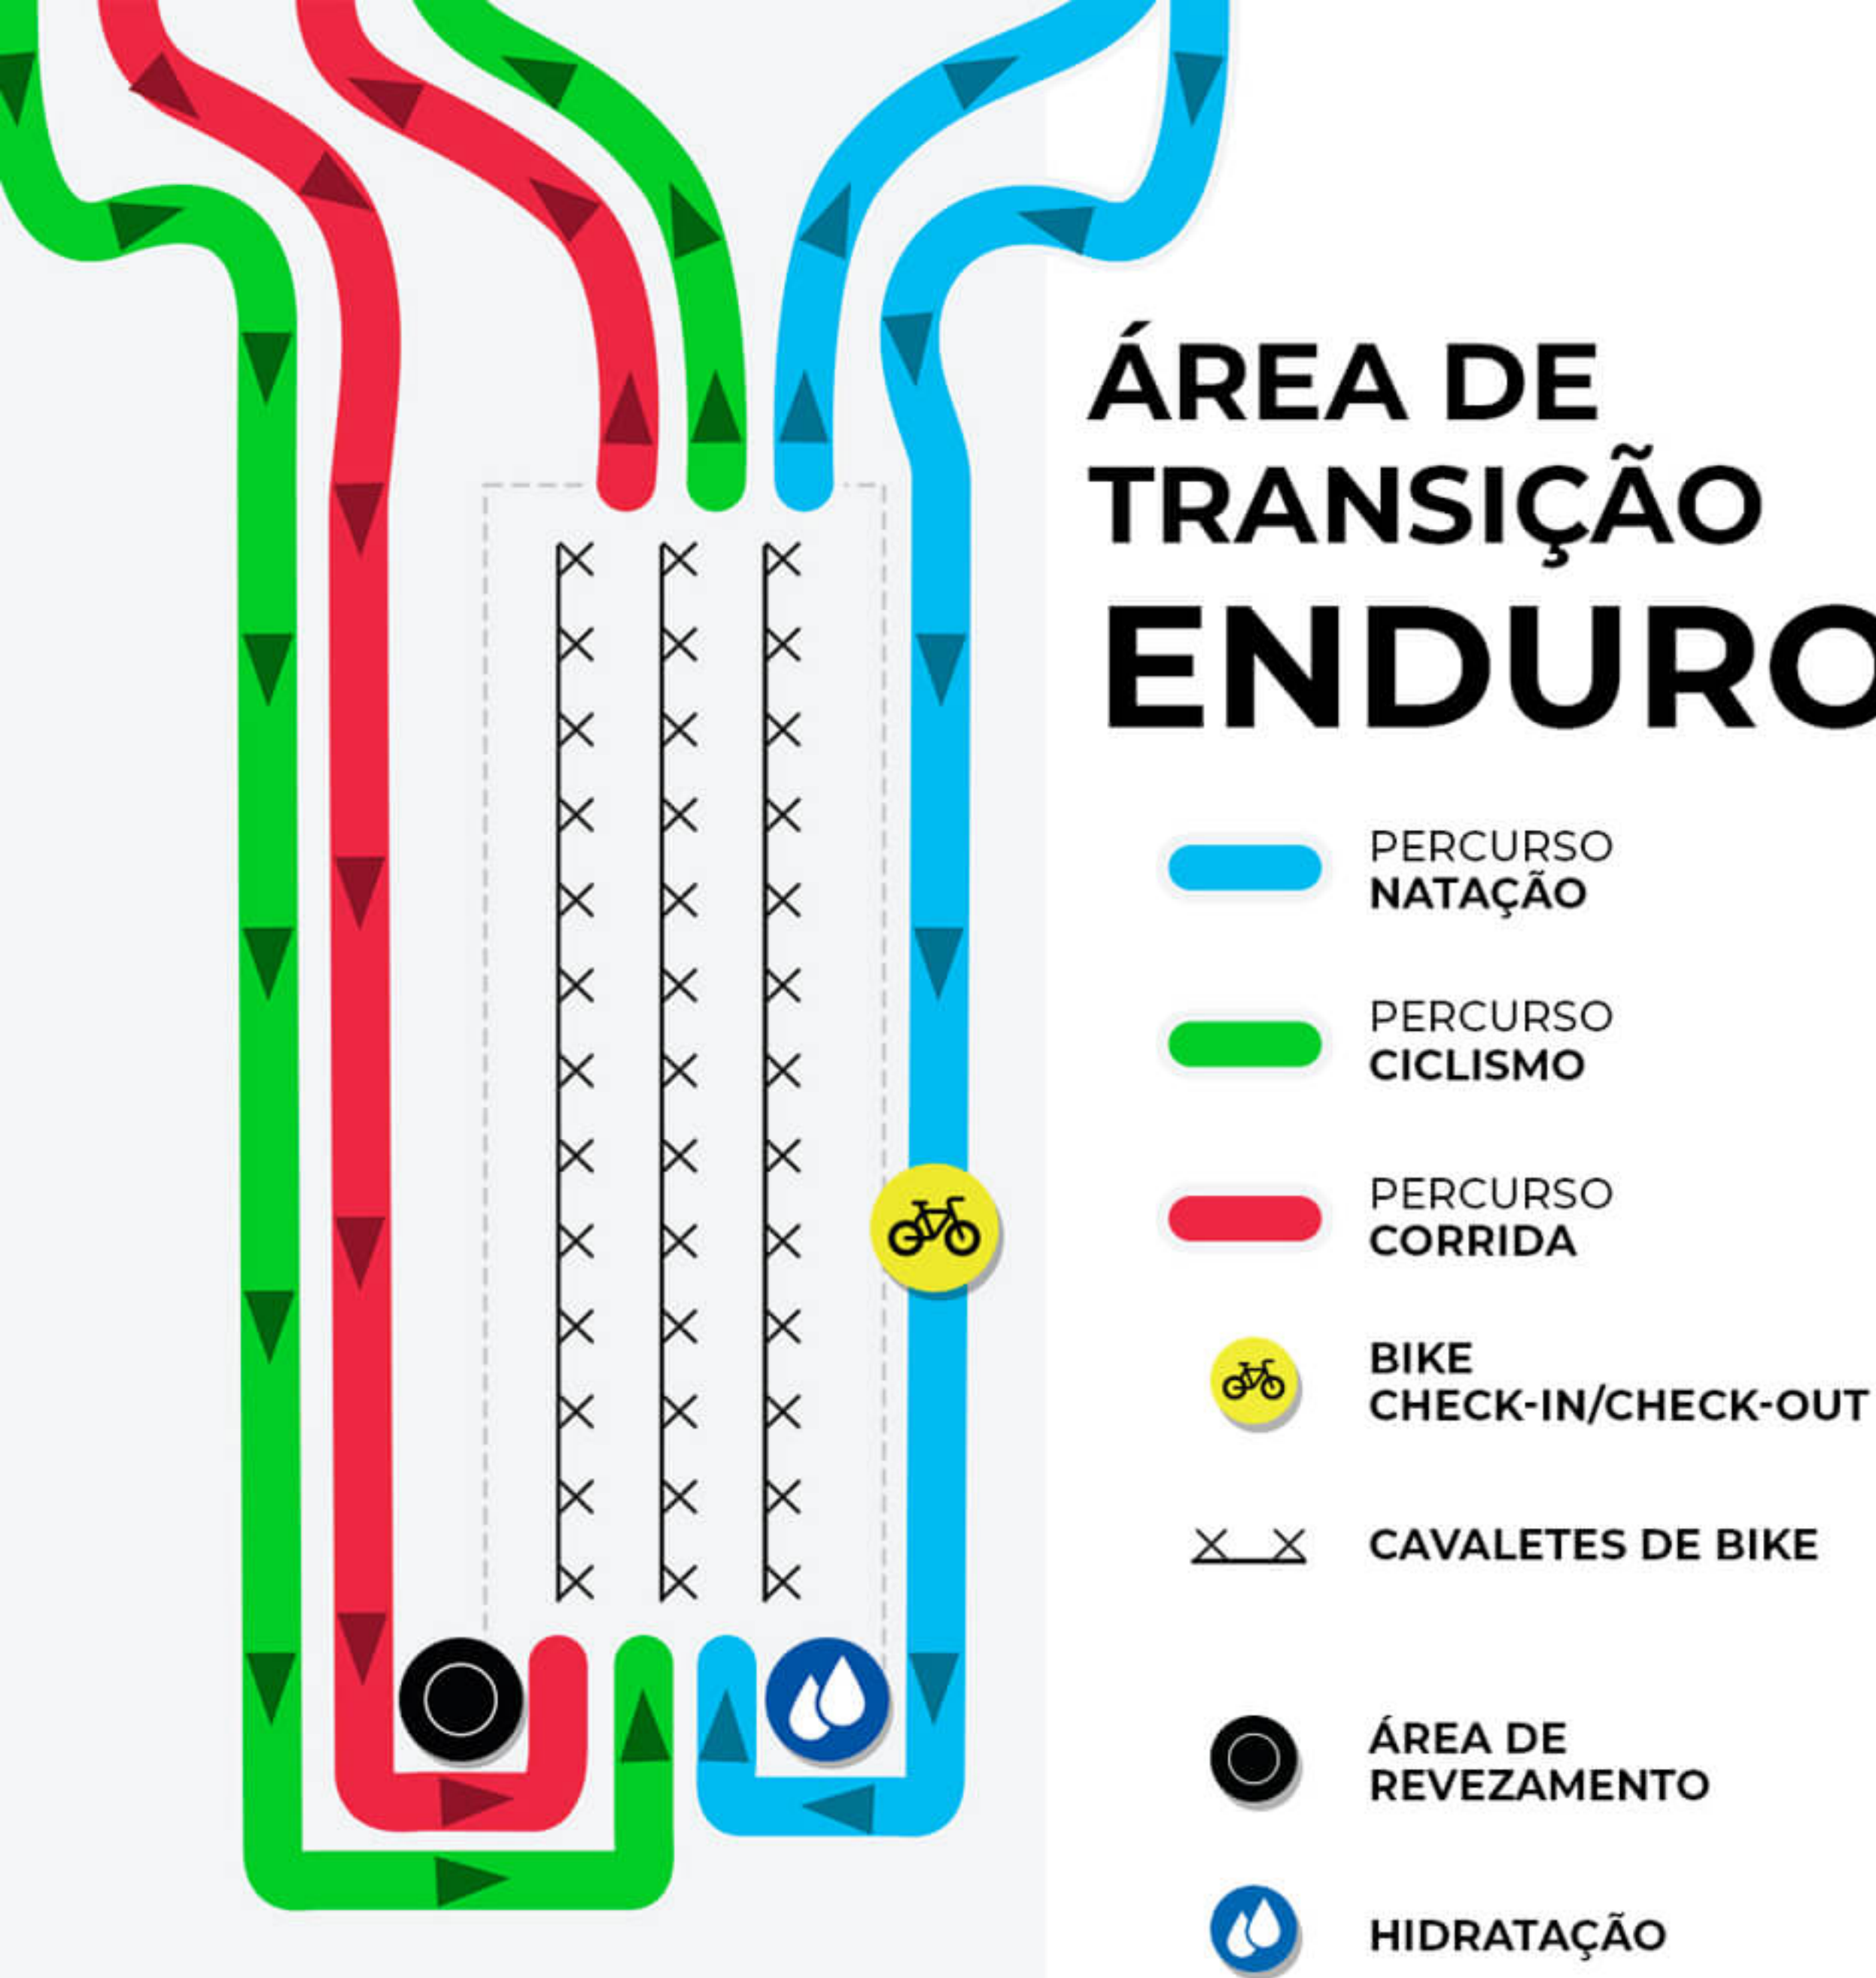 ÁREA DE
TRANSIÇÃO
ENDURO
PERCURSO
NATAÇÃO
PERCURSO
CICLISMO
PERCURSO
CORRIDA
BIKE
CHECK-IN/CHECK-OUT
CAVALETES DE BIKE
ÁREA DE
REVEZAMENTO
HIDRATAÇÃO